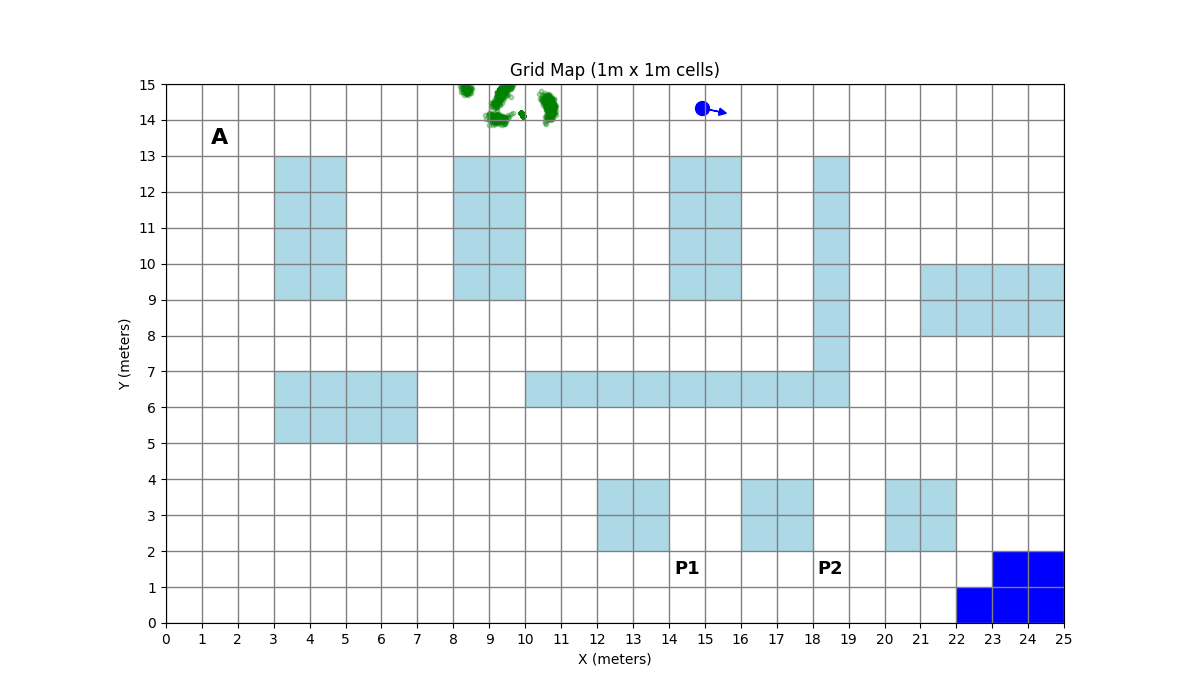 Grid Map (1m x 1m cells)
15
14
13
12
11
10
9
8
7
6
5
4
3
2
1
0
Y (meters)
A
P1 P2
0 1 2 3 4 5 6 7 8 9 10 11 12 13 14 15 16 17 18 19 20 21 22 23 24 25
X (meters)